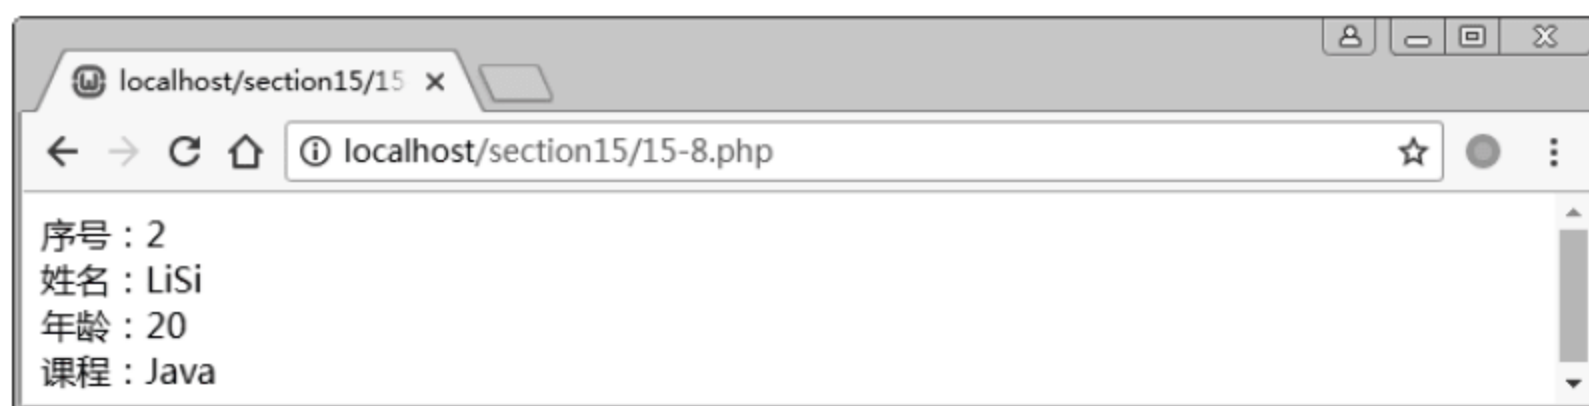 localhost/section15/15
localhost/section15/15-8.php
序号：2
姓名：LiSi
年龄：20
课程：Java